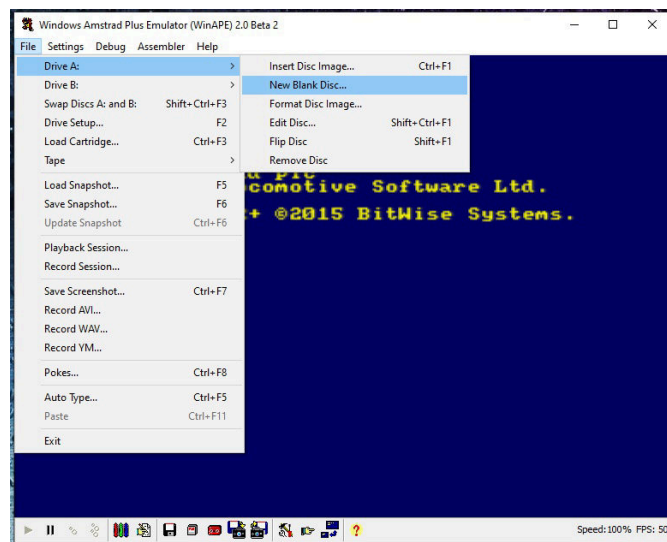 Windows Amstrad Plus Emulator (WinAPE) 2.0 Beta 2
File Settings Debug Assembler Help
Drive A: >
Drive B: >
Swap Discs A: and B: Shift+Ctrl+F3
Drive Setup... F2
Load Cartridge... Ctrl+F3
Tape >
Load Snapshot... F5
Save Snapshot... F6
Update Snapshot Ctrl+F6
Playback Session...
Record Session...
Save Screenshot... Ctrl+F7
Record AVI...
Record WAV...
Record YM...
Pokes... Ctrl+F8
Auto Type... Ctrl+F5
Paste Ctrl+F11
Exit
Insert Disc Image... Ctrl+F1
New Blank Disc...
Format Disc Image...
Edit Disc... Shift+Ctrl+F1
Flip Disc Shift+F1
Remove Disc
plc
comotive Software Ltd.
+ ©2015 BitWise Systems.
Speed:100% FPS: 50